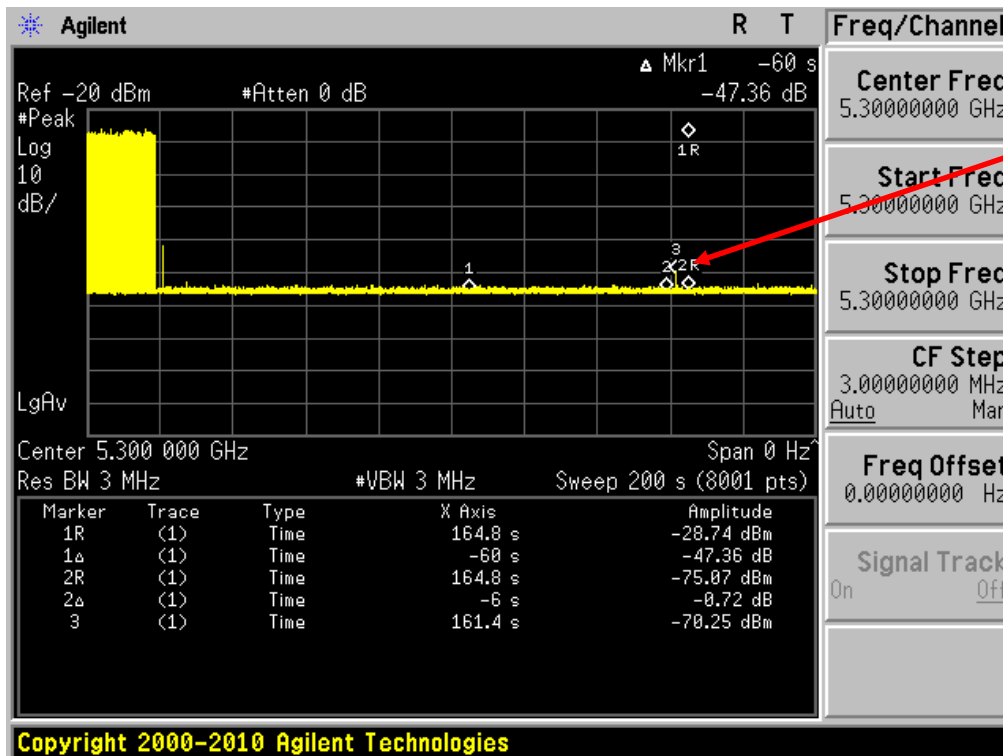 Agilent R T
Freq/Channel
Δ Mkr1 -60 s
Ref -20 dBm #Atten 0 dB -47.36 dB
#Peak
Log
10
dB/
1R
3
1 2 2R
LgAv
Center 5.300 000 GHz Span 0 Hz^
Res BW 3 MHz #VBW 3 MHz Sweep 200 s (8001 pts)
Marker Trace Type X Axis Amplitude
1R (1) Time 164.8 s -28.74 dBm
1Δ (1) Time -60 s -47.36 dB
2R (1) Time 164.8 s -75.07 dBm
2Δ (1) Time -6 s -0.72 dB
3 (1) Time 161.4 s -70.25 dBm
Center Freq
5.30000000 GHz
Start Freq
5.30000000 GHz
Stop Freq
5.30000000 GHz
CF Step
3.00000000 MHz
Auto Man
Freq Offset
0.00000000 Hz
Signal Track
On Off
Copyright 2000-2010 Agilent Technologies